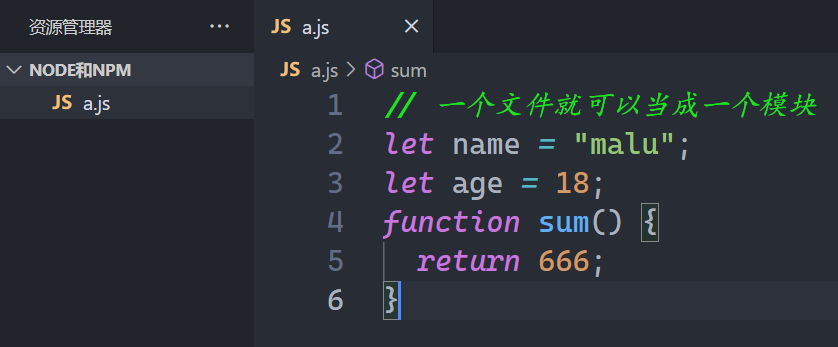 资源管理器 ···
JS a.js ×
NODE和NPM
JS a.js > sum
JS a.js
1 // 一个文件就可以当成一个模块
2 let name = "malu";
3 let age = 18;
4 function sum() {
5   return 666;
6 }